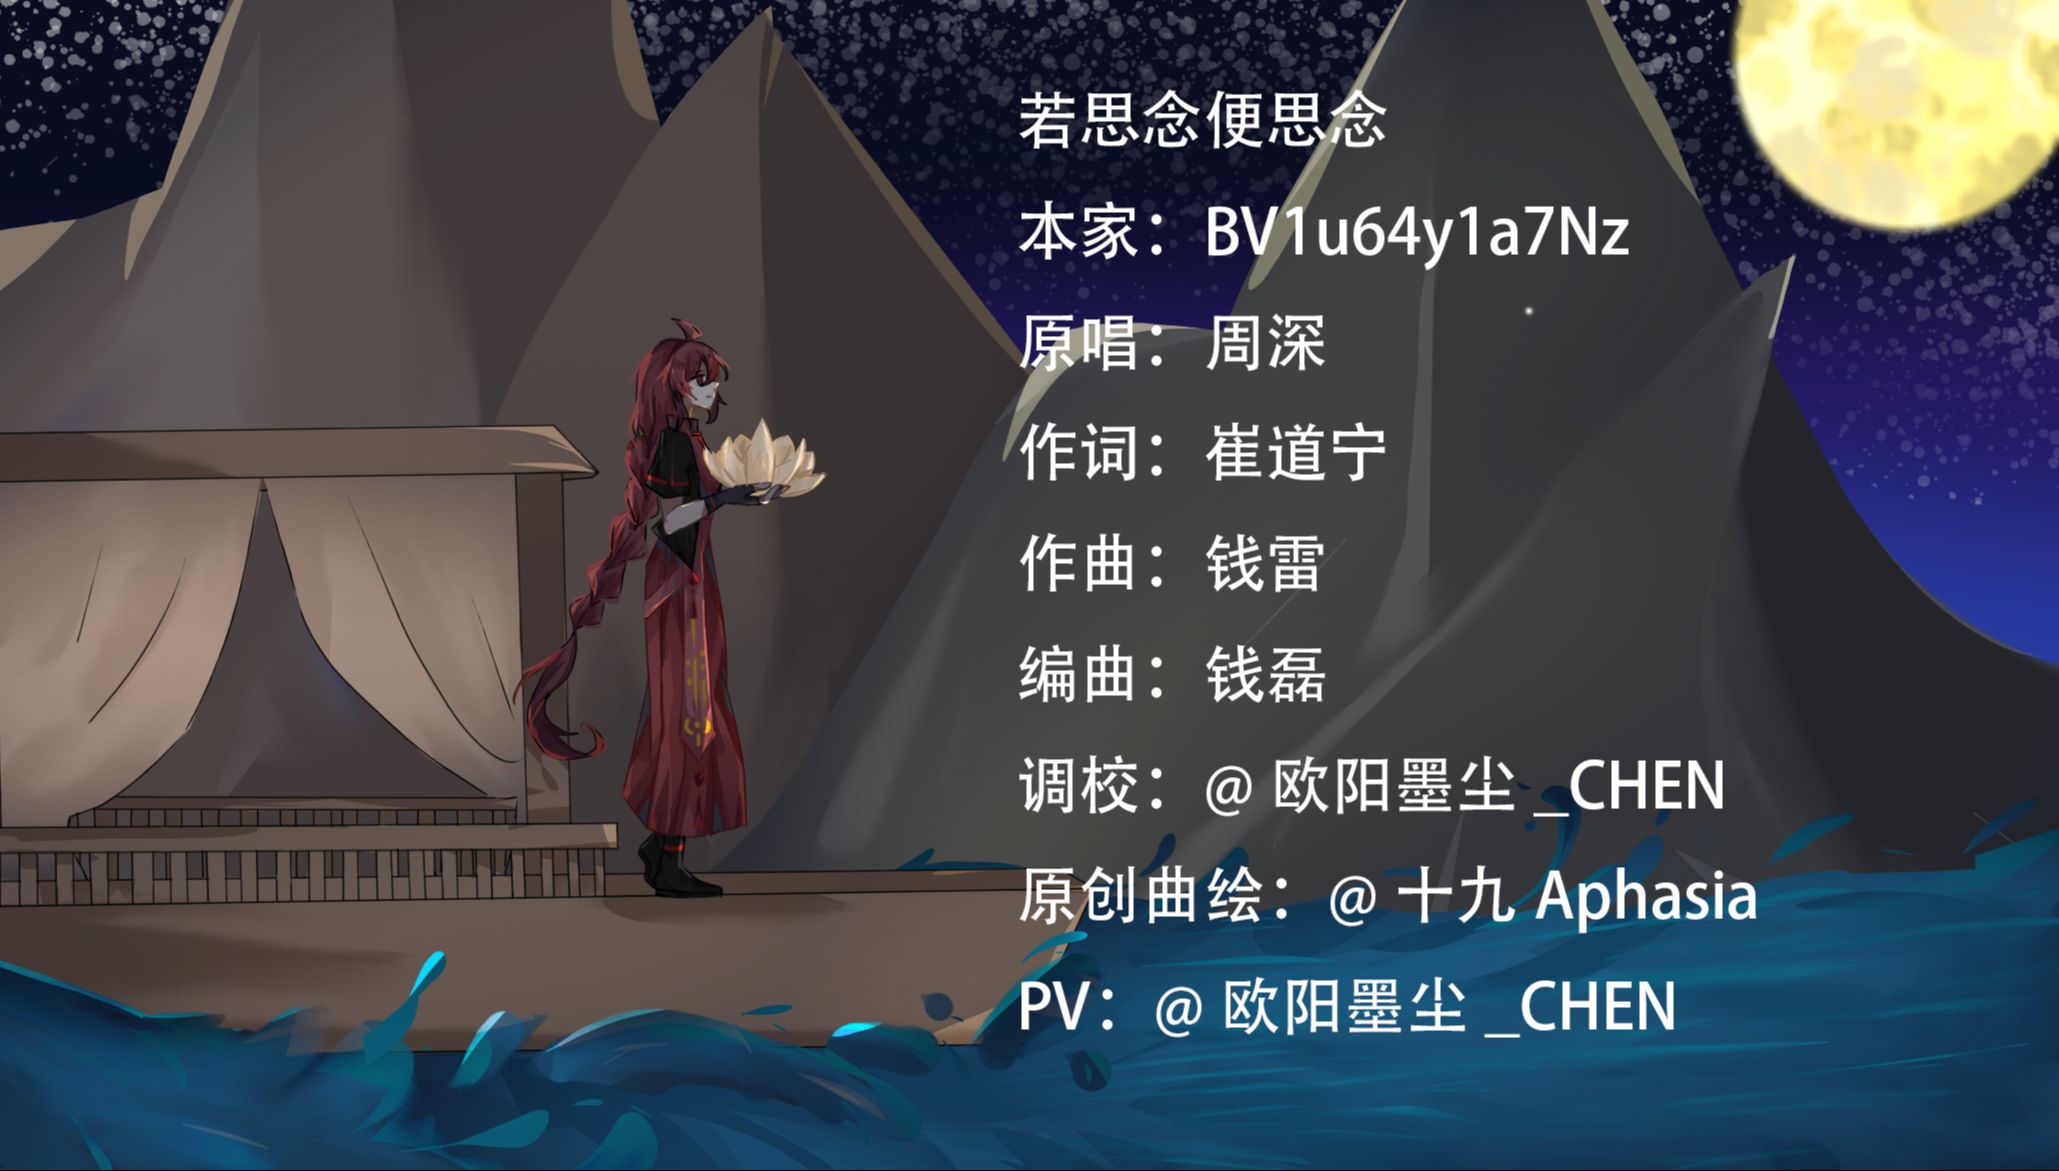 若思念便思念
本家：BV1u64y1a7Nz
原唱：周深
作词：崔道宁
作曲：钱雷
编曲：钱磊
调校：@ 欧阳墨尘 _CHEN
原创曲绘：@ 十九 Aphasia
PV：@ 欧阳墨尘 _CHEN